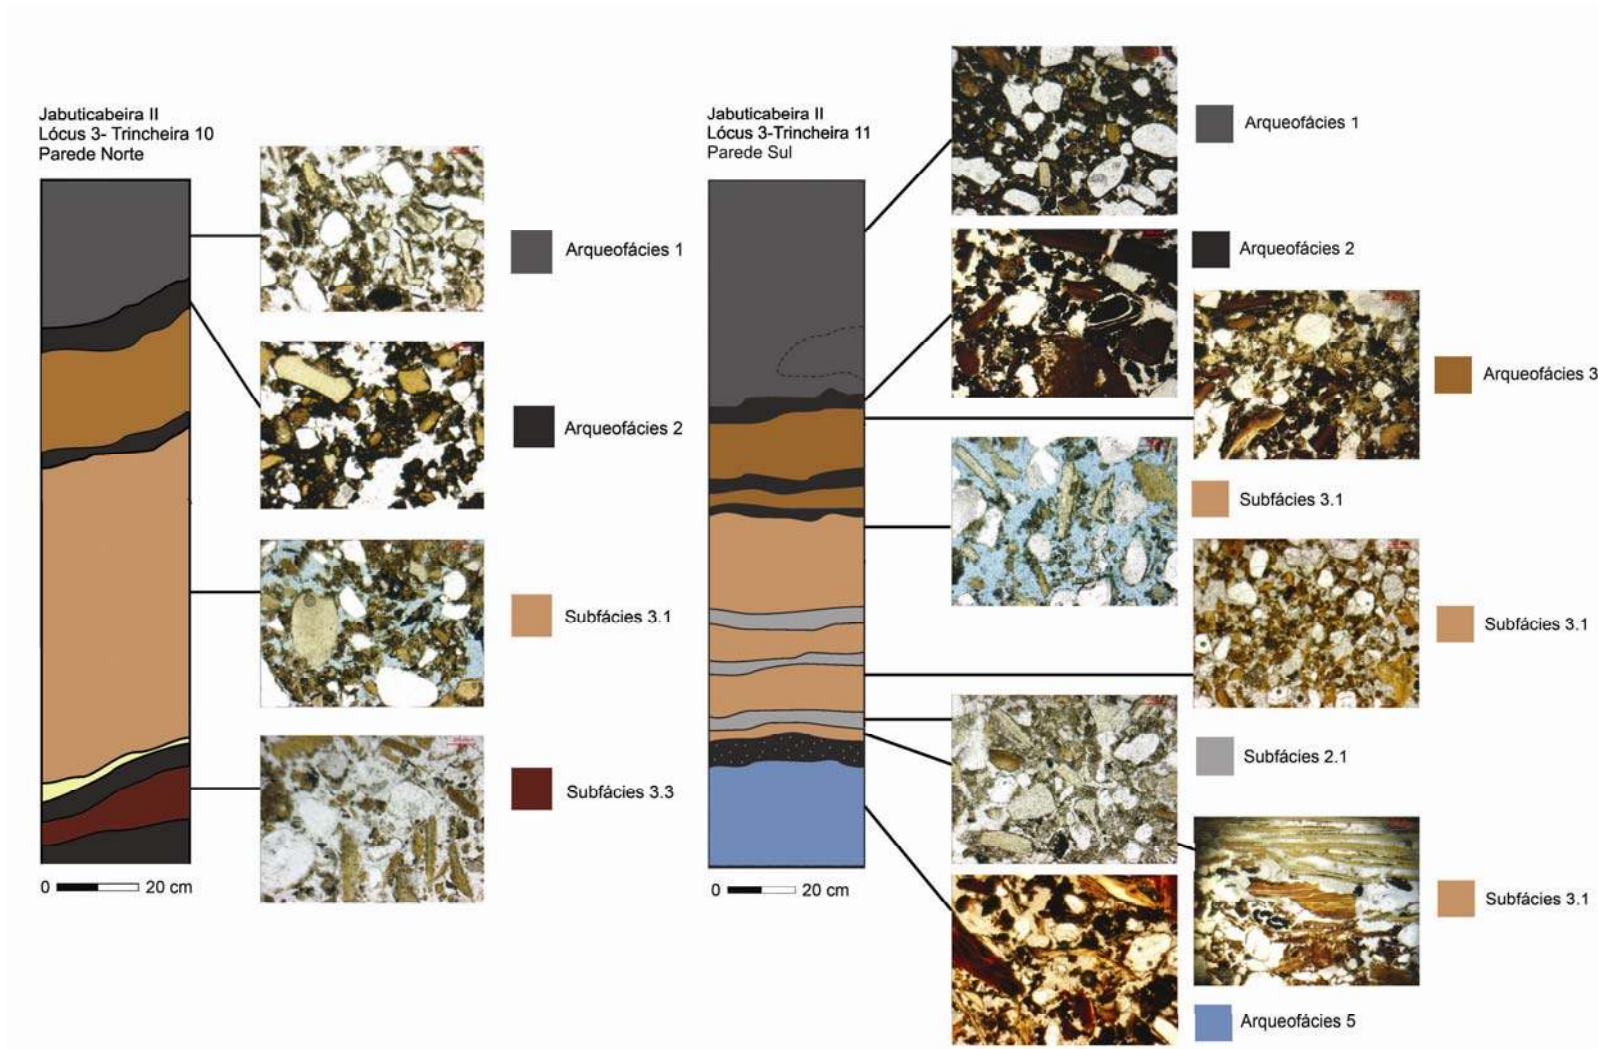 Jabuticabeira II
Lócus 3- Trincheira 10
Parede Norte
Arqueofácies 1
Arqueofácies 2
Subfácies 3.1
Subfácies 3.3
0 20 cm
Jabuticabeira II
Lócus 3-Trincheira 11
Parede Sul
Arqueofácies 1
Arqueofácies 2
Arqueofácies 3
Subfácies 3.1
Subfácies 3.1
Subfácies 2.1
Subfácies 3.1
Arqueofácies 5
0 20 cm